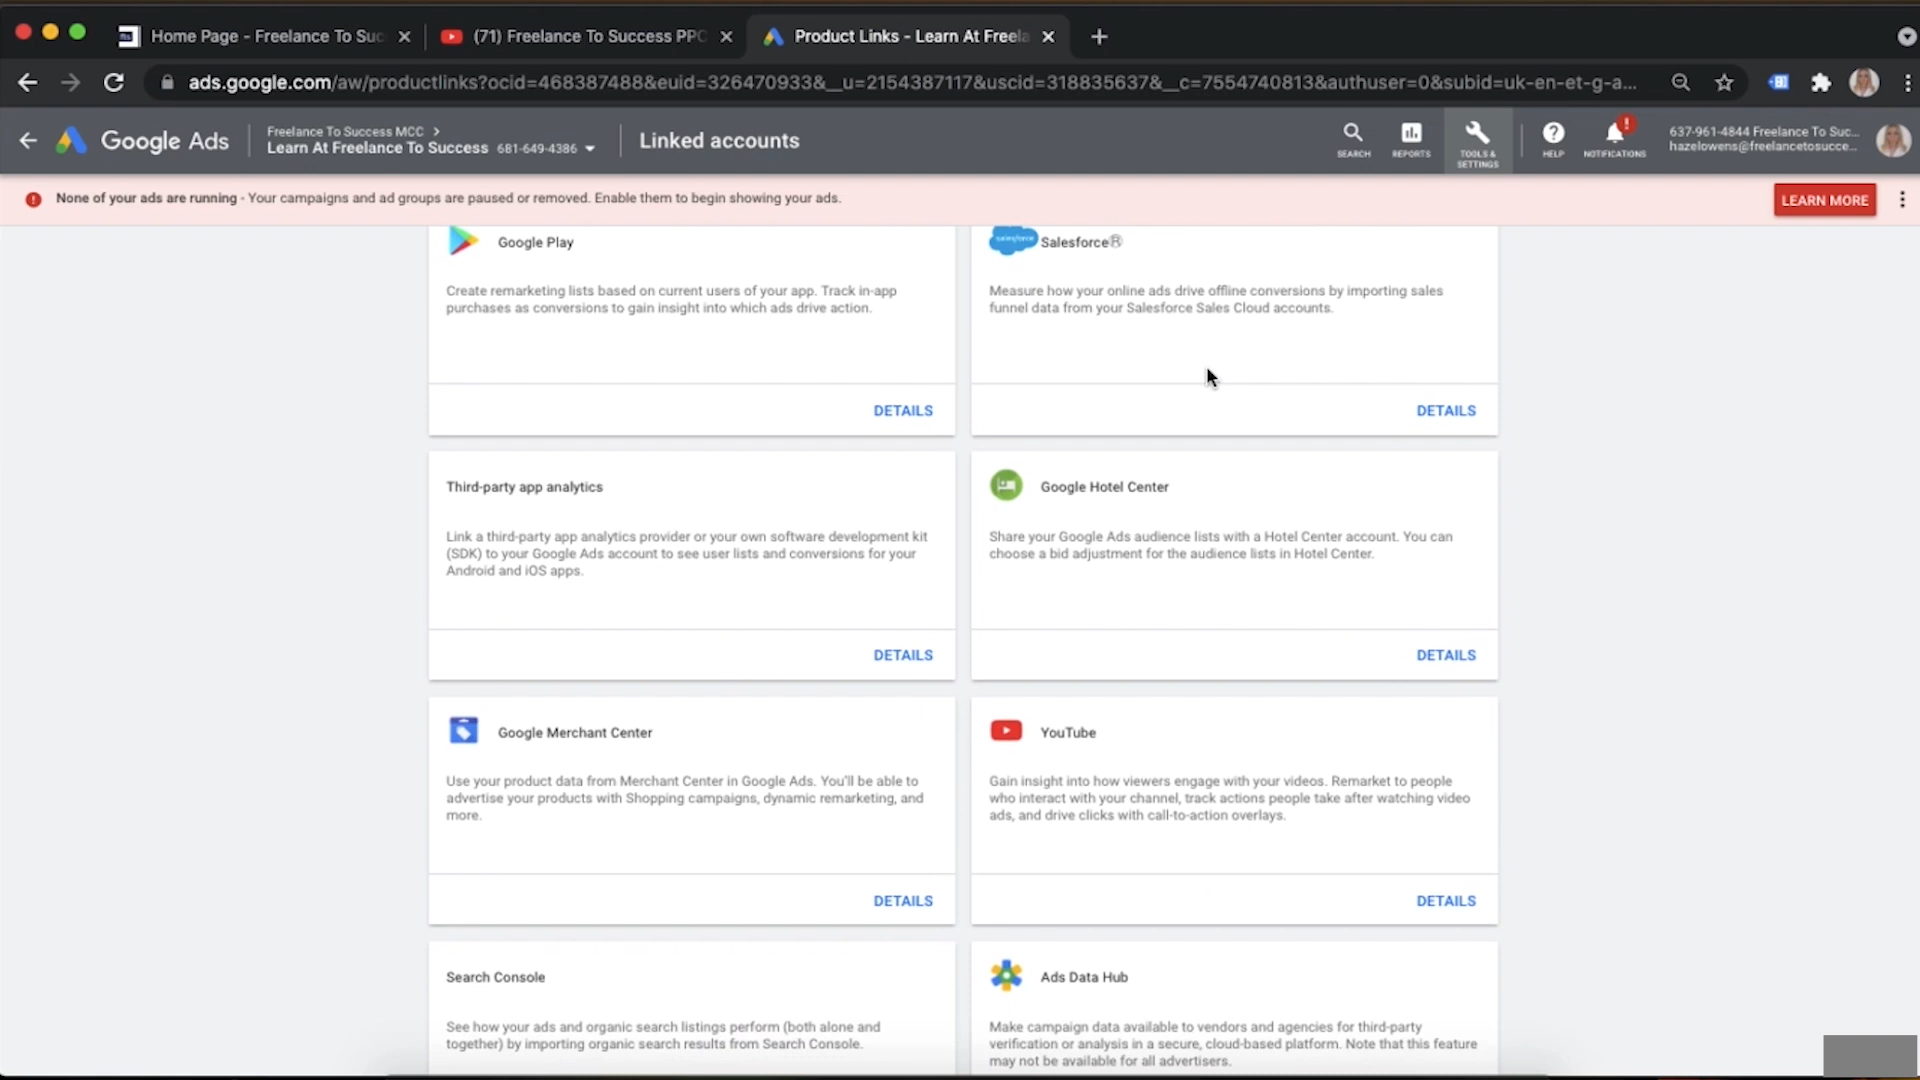 Home Page - Freelance To Suc
(71) Freelance To Success PPC
Product Links - Learn At Freela
ads.google.com/aw/productlinks?ocid=468387488&euid=326470933&__u=2154387117&uscid=318835637&__c=7554740813&authuser=0&subid=uk-en-et-g-a...
Google Ads
Freelance To Success MCC >
Learn At Freelance To Success 681-649-4386
Linked accounts
SEARCH
REPORTS
TOOLS &
SETTINGS
HELP
!
NOTIFICATIONS
637-961-4844 Freelance To Suc...
hazelowens@freelancetosucce...
None of your ads are running - Your campaigns and ad groups are paused or removed. Enable them to begin showing your ads.
LEARN MORE
Google Play
Create remarketing lists based on current users of your app. Track in-app
purchases as conversions to gain insight into which ads drive action.
DETAILS
salesforce
Salesforce®
Measure how your online ads drive offline conversions by importing sales
funnel data from your Salesforce Sales Cloud accounts.
DETAILS
Third-party app analytics
Link a third-party app analytics provider or your own software development kit
(SDK) to your Google Ads account to see user lists and conversions for your
Android and iOS apps.
DETAILS
Google Hotel Center
Share your Google Ads audience lists with a Hotel Center account. You can
choose a bid adjustment for the audience lists in Hotel Center.
DETAILS
Google Merchant Center
Use your product data from Merchant Center in Google Ads. You'll be able to
advertise your products with Shopping campaigns, dynamic remarketing, and
more.
DETAILS
YouTube
Gain insight into how viewers engage with your videos. Remarket to people
who interact with your channel, track actions people take after watching video
ads, and drive clicks with call-to-action overlays.
DETAILS
Search Console
See how your ads and organic search listings perform (both alone and
together) by importing organic search results from Search Console.
Ads Data Hub
Make campaign data available to vendors and agencies for third-party
verification or analysis in a secure, cloud-based platform. Note that this feature
may not be available for all advertisers.